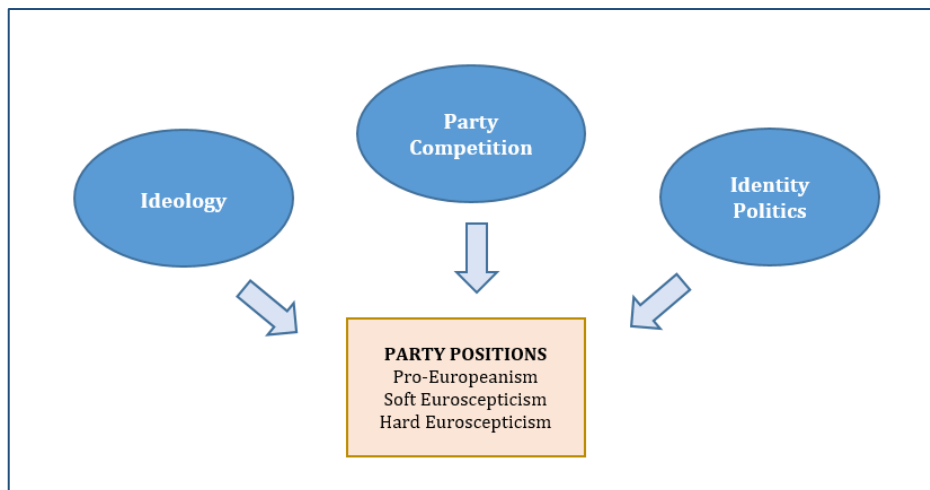 Ideology
Party
Competition
Identity
Politics
PARTY POSITIONS
Pro-Europeanism
Soft Euroscepticism
Hard Euroscepticism